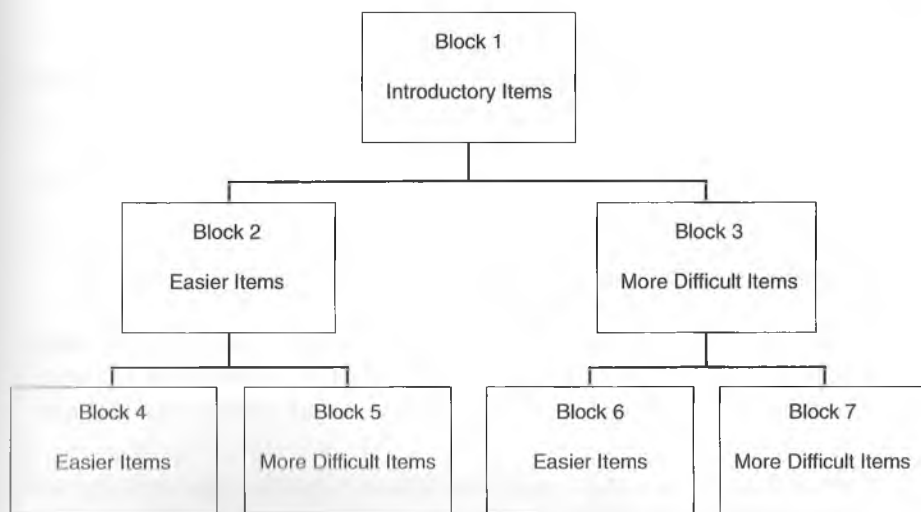 Block 1
Introductory Items
Block 2
Easier Items
Block 3
More Difficult Items
Block 4
Easier Items
Block 5
More Difficult Items
Block 6
Easier Items
Block 7
More Difficult Items